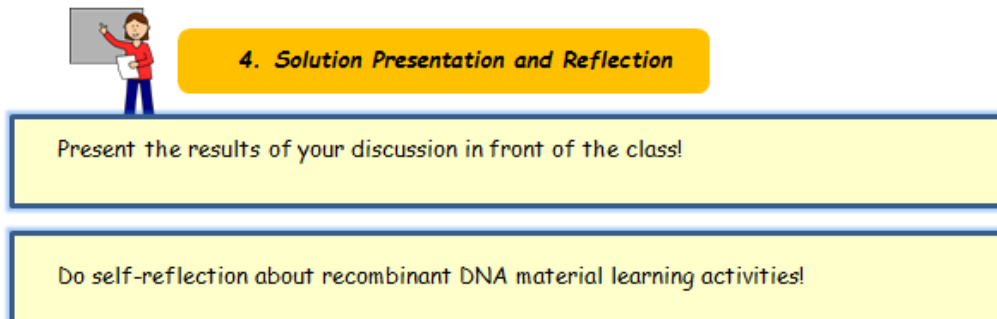 4. Solution Presentation and Reflection
Present the results of your discussion in front of the class!
Do self-reflection about recombinant DNA material learning activities!